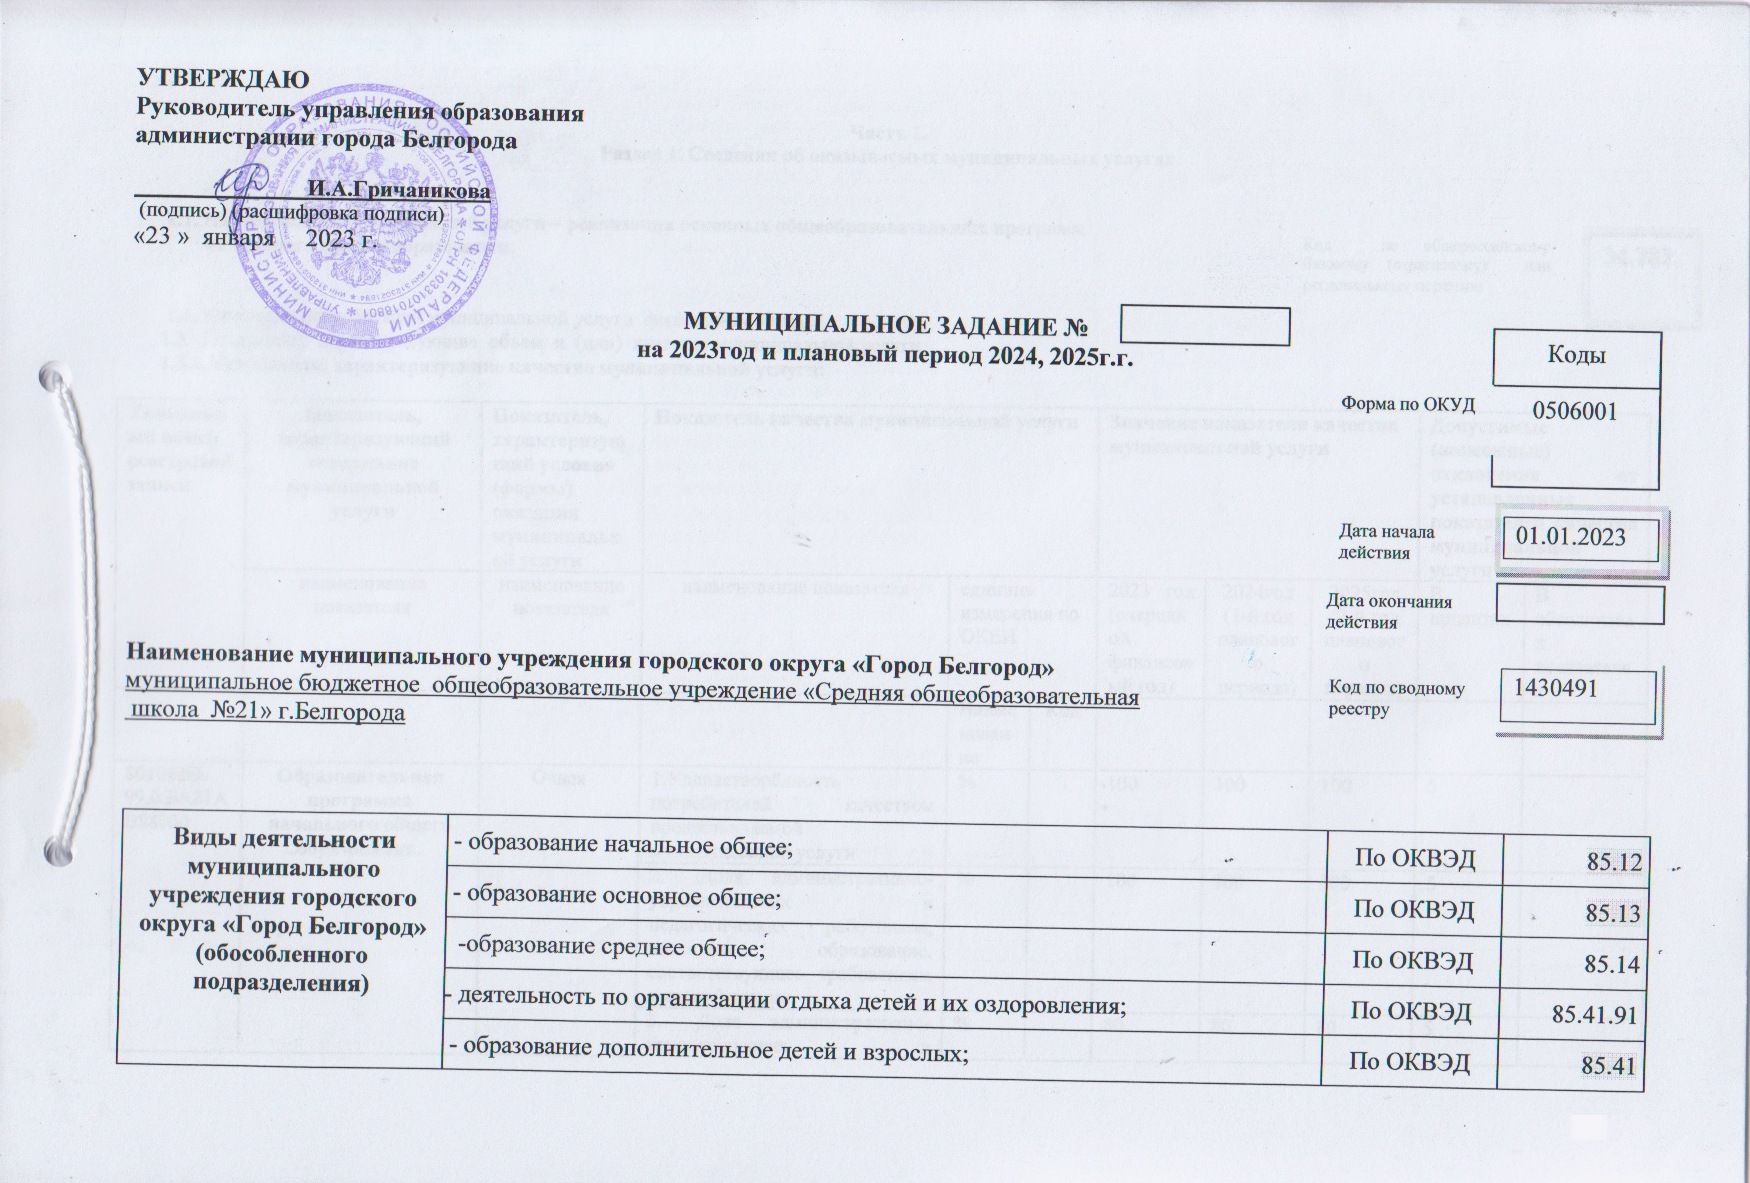 УТВЕРЖДАЮ
Руководитель управления образования
администрации города Белгорода
И.А.Гричаникова
(подпись) (расшифровка подписи)
«23 » января 2023 г.
МУНИЦИПАЛЬНОЕ ЗАДАНИЕ №
на 2023год и плановый период 2024, 2025г.г.
Коды
Форма по ОКУД 0506001
Дата начала
действия
01.01.2023
Дата окончания
действия
Наименование муниципального учреждения городского округа «Город Белгород»
муниципальное бюджетное общеобразовательное учреждение «Средняя общеобразовательная
школа №21» г.Белгорода
Код по сводному
реестру
1430491
Виды деятельности
муниципального
учреждения городского
округа «Город Белгород»
(обособленного
подразделения)
- образование начальное общее; По ОКВЭД 85.12
- образование основное общее; По ОКВЭД 85.13
-образование среднее общее; По ОКВЭД 85.14
- деятельность по организации отдыха детей и их оздоровления; По ОКВЭД 85.41.91
- образование дополнительное детей и взрослых; По ОКВЭД 85.41